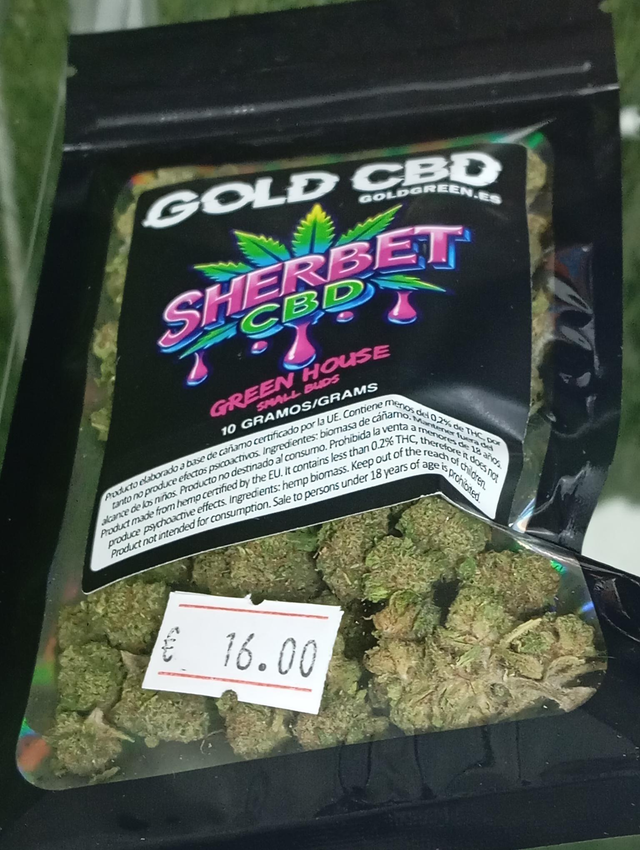 GOLD CBD
GOLDGREEN.ES
SHERBET
CBD
GREEN HOUSE
SMALL BUDS
10 GRAMOS/GRAMS
Producto elaborado a base de cáñamo certificado por la UE. Contiene menos del 0,2% de THC, por
tanto no produce efectos psicoactivos. Ingredientes: biomasa de cáñamo. Mantener fuera del
alcance de los niños. Producto no destinado al consumo. Prohibida la venta a menores de 18 años.
Product made from hemp certified by the EU. It contains less than 0.2% THC, therefore it does not
produce psychoactive effects. Ingredients: hemp biomass. Keep out of the reach of children.
Product not intended for consumption. Sale to persons under 18 years of age is prohibited.
€ 16.00